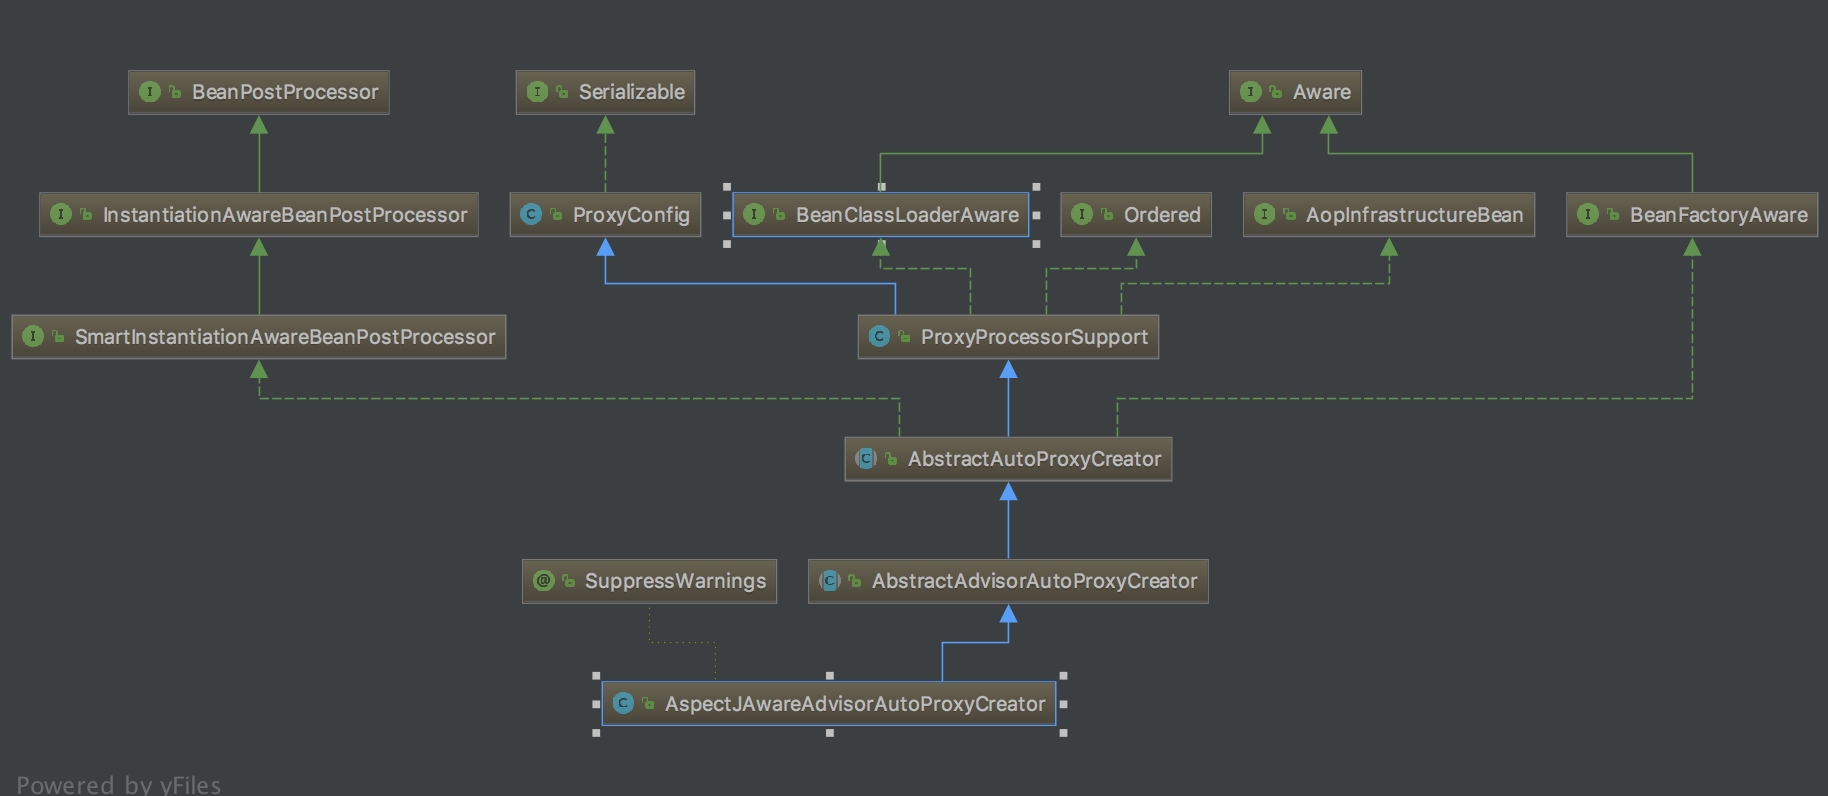 BeanPostProcessor
Serializable
Aware
InstantiationAwareBeanPostProcessor
ProxyConfig
BeanClassLoaderAware
Ordered
AopInfrastructureBean
BeanFactoryAware
SmartInstantiationAwareBeanPostProcessor
ProxyProcessorSupport
AbstractAutoProxyCreator
SuppressWarnings
AbstractAdvisorAutoProxyCreator
AspectJAwareAdvisorAutoProxyCreator
Powered by yFiles